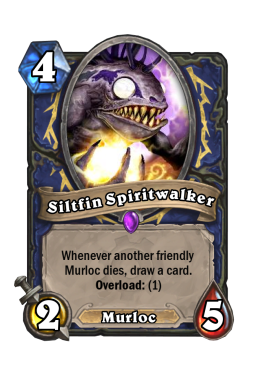 4
Siltfin Spiritwalker
Whenever another friendly
Murloc dies, draw a card.
Overload: (1)
2
Murloc
5